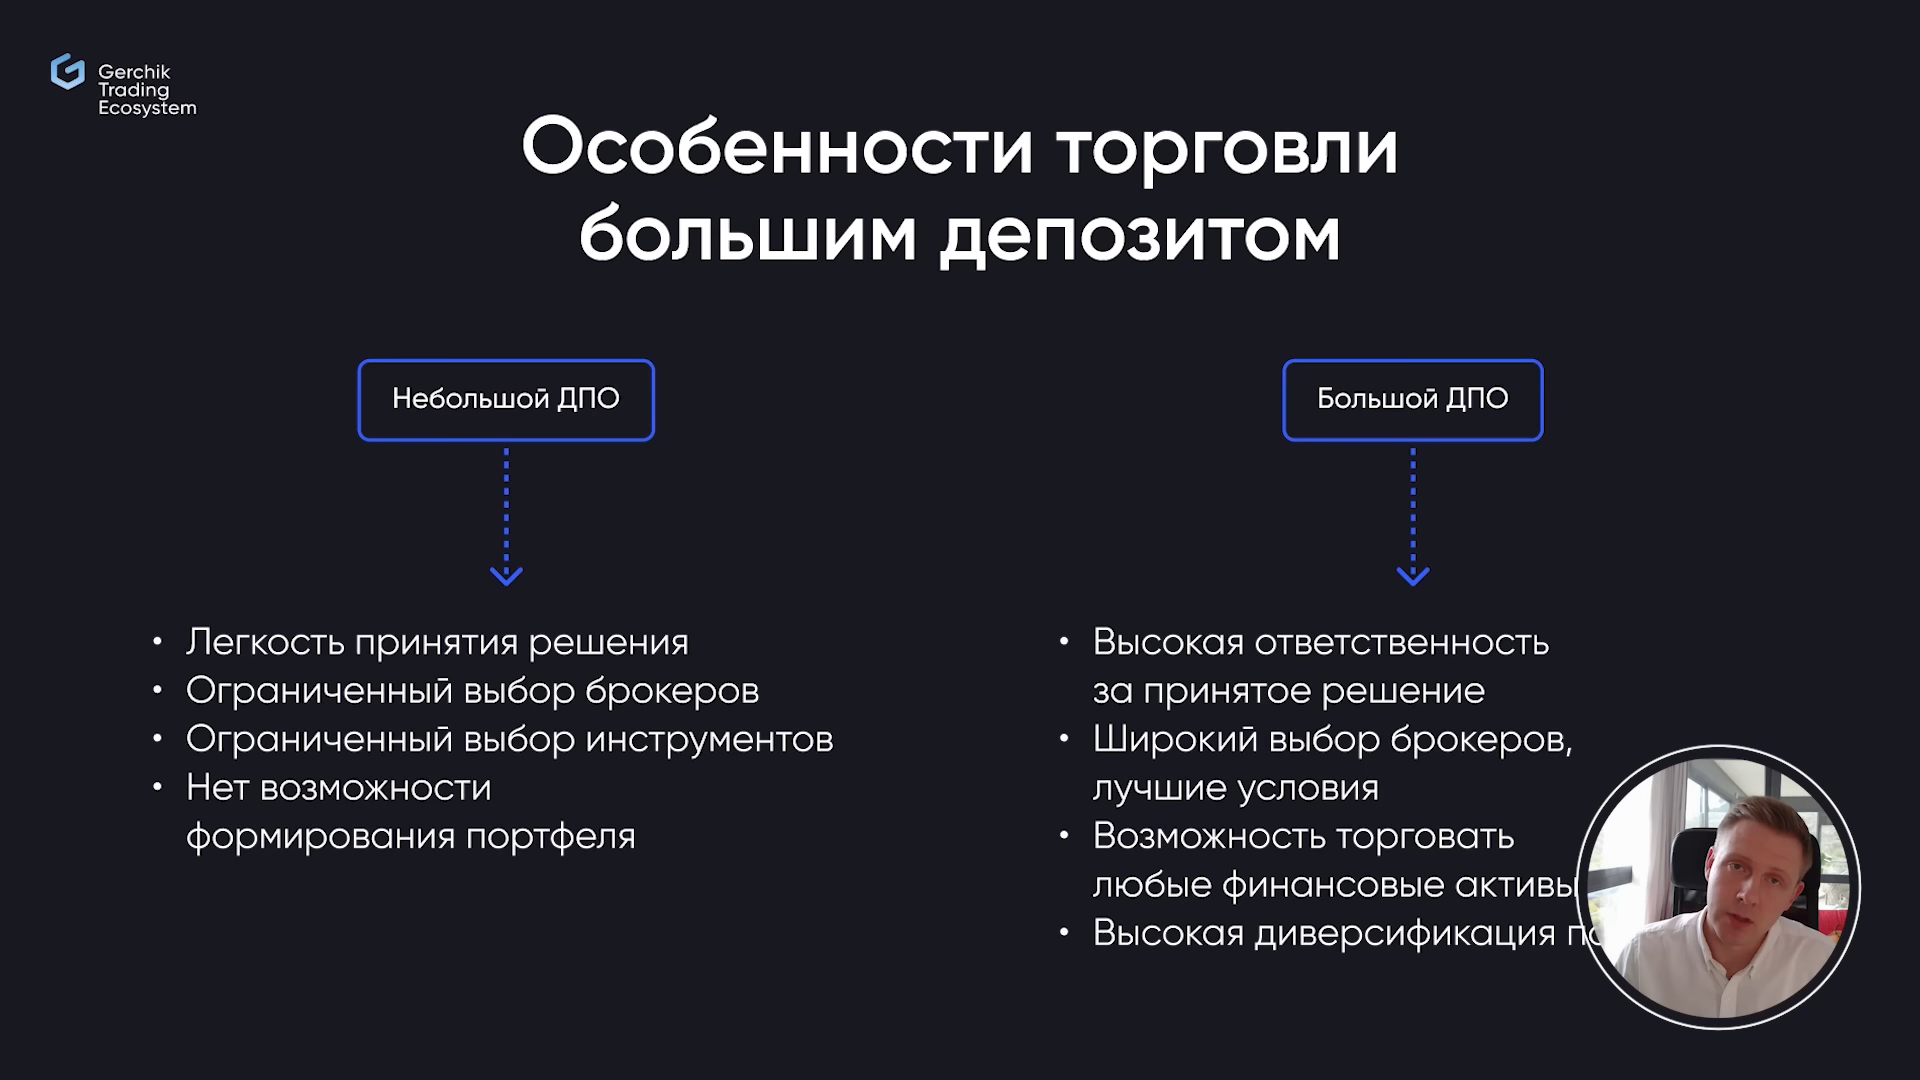 Gerchik
Trading
Ecosystem
Особенности торговли
большим депозитом
Небольшой ДПО
• Легкость принятия решения
• Ограниченный выбор брокеров
• Ограниченный выбор инструментов
• Нет возможности
формирования портфеля
Большой ДПО
• Высокая ответственность
за принятое решение
• Широкий выбор брокеров,
лучшие условия
• Возможность торговать
любые финансовые активы
• Высокая диверсификация